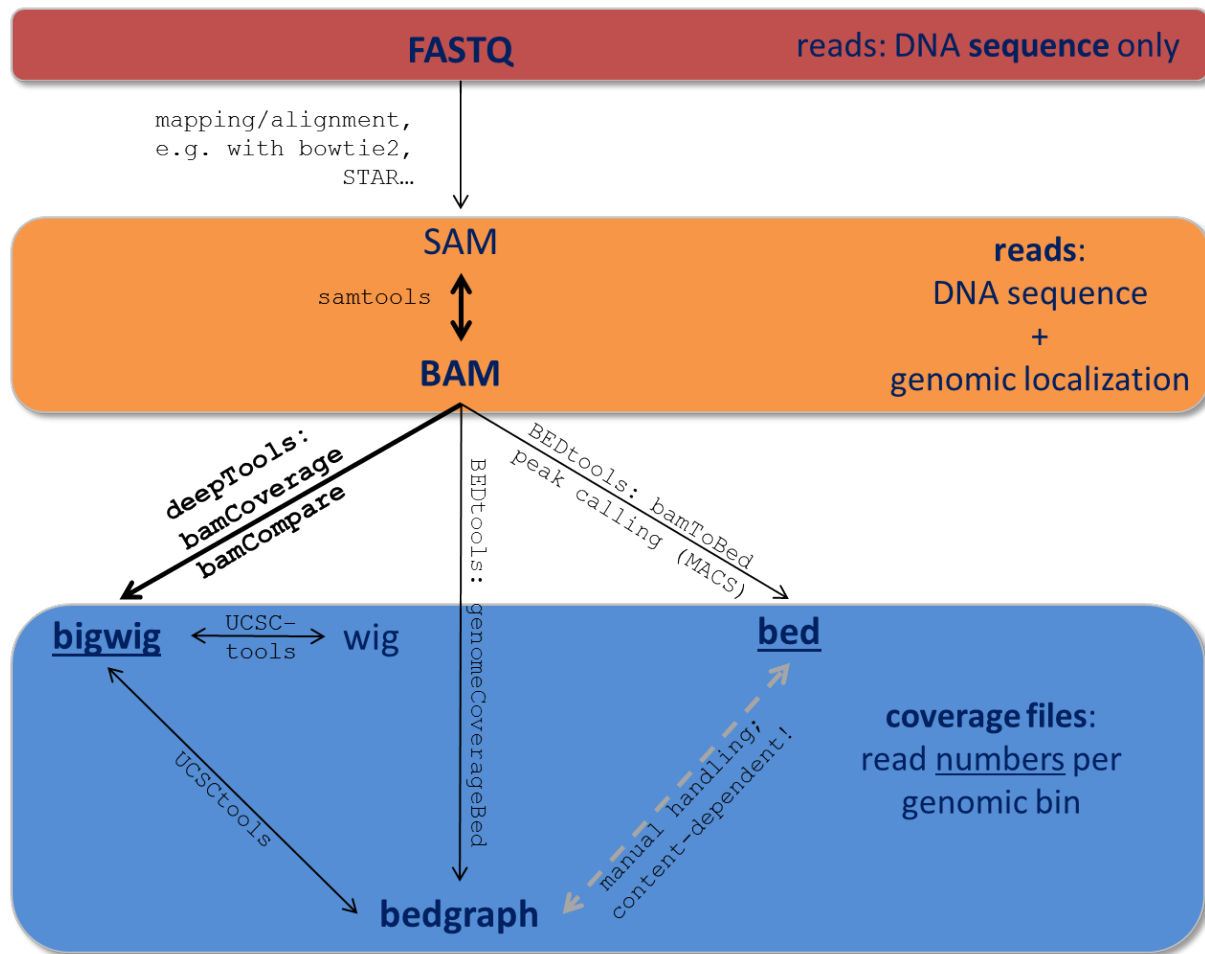 FASTQ
reads: DNA sequence only
mapping/alignment,
e.g. with bowtie2,
STAR…
SAM
samtools
BAM
reads:
DNA sequence
+
genomic localization
deepTools:
bamCoverage
bamCompare
BEDtools: genomeCoverageBed
BEDtools: bamToBed
peak calling (MACS)
bigwig
UCSC-
tools
wig
bed
UCSCtools
manual handling;
content-dependent!
coverage files:
read numbers per
genomic bin
bedgraph